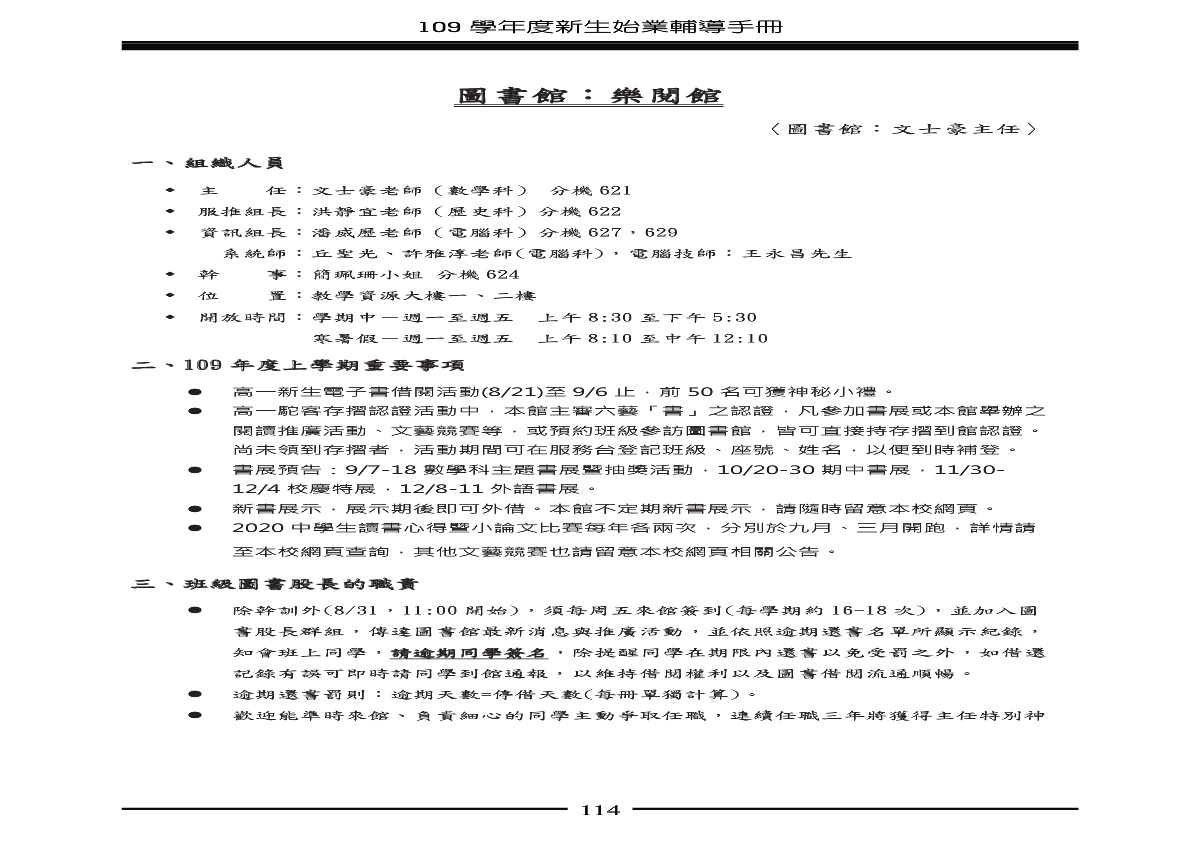 109 學年度新生始業輔導手冊
圖書館：樂閱館
〈圖書館：文士豪主任〉
一、組織人員
• 主　　任：文士豪老師（數學科） 分機 621
• 服推組長：洪靜宜老師（歷史科）分機 622
• 資訊組長：潘威歷老師（電腦科）分機 627，629
系統師：丘聖光、許雅淳老師(電腦科)，電腦技師：王永昌先生
• 幹　　事：簡珮珊小姐 分機 624
• 位　　置：教學資源大樓一、二樓
• 開放時間：學期中－週一至週五　上午 8:30 至下午 5:30
寒暑假－週一至週五　上午 8:10 至中午 12:10
二、109 年度上學期重要事項
● 高一新生電子書借閱活動(8/21)至 9/6 止，前 50 名可獲神秘小禮。
● 高一駝客存摺認證活動中，本館主審六藝「書」之認證，凡參加書展或本館舉辦之
閱讀推廣活動、文藝競賽等，或預約班級參訪圖書館，皆可直接持存摺到館認證。
尚未領到存摺者，活動期間可在服務台登記班級、座號、姓名，以便到時補登。
● 書展預告：9/7-18 數學科主題書展暨抽獎活動，10/20-30 期中書展，11/30-
12/4 校慶特展，12/8-11 外語書展。
● 新書展示，展示期後即可外借。本館不定期新書展示，請隨時留意本校網頁。
● 2020 中學生讀書心得暨小論文比賽每年各兩次，分別於九月、三月開跑，詳情請
至本校網頁查詢，其他文藝競賽也請留意本校網頁相關公告。
三、班級圖書股長的職責
● 除幹訓外(8/31，11:00 開始)，須每周五來館簽到(每學期約 16–18 次)，並加入圖
書股長群組，傳達圖書館最新消息與推廣活動，並依照逾期還書名單所顯示紀錄，
知會班上同學，請逾期同學簽名，除提醒同學在期限內還書以免受罰之外，如借還
記錄有誤可即時請同學到館通報，以維持借閱權利以及圖書借閱流通順暢。
● 逾期還書罰則：逾期天數=停借天數(每冊單獨計算)。
● 歡迎能準時來館、負責細心的同學主動爭取任職，連續任職三年將獲得主任特別神
114